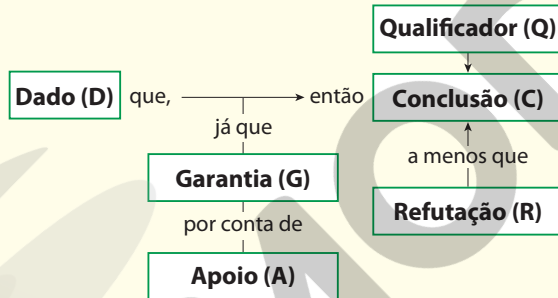 Qualificador (Q)
Dado (D) que, então Conclusão (C)
já que
a menos que
Garantia (G)
Refutação (R)
por conta de
Apoio (A)